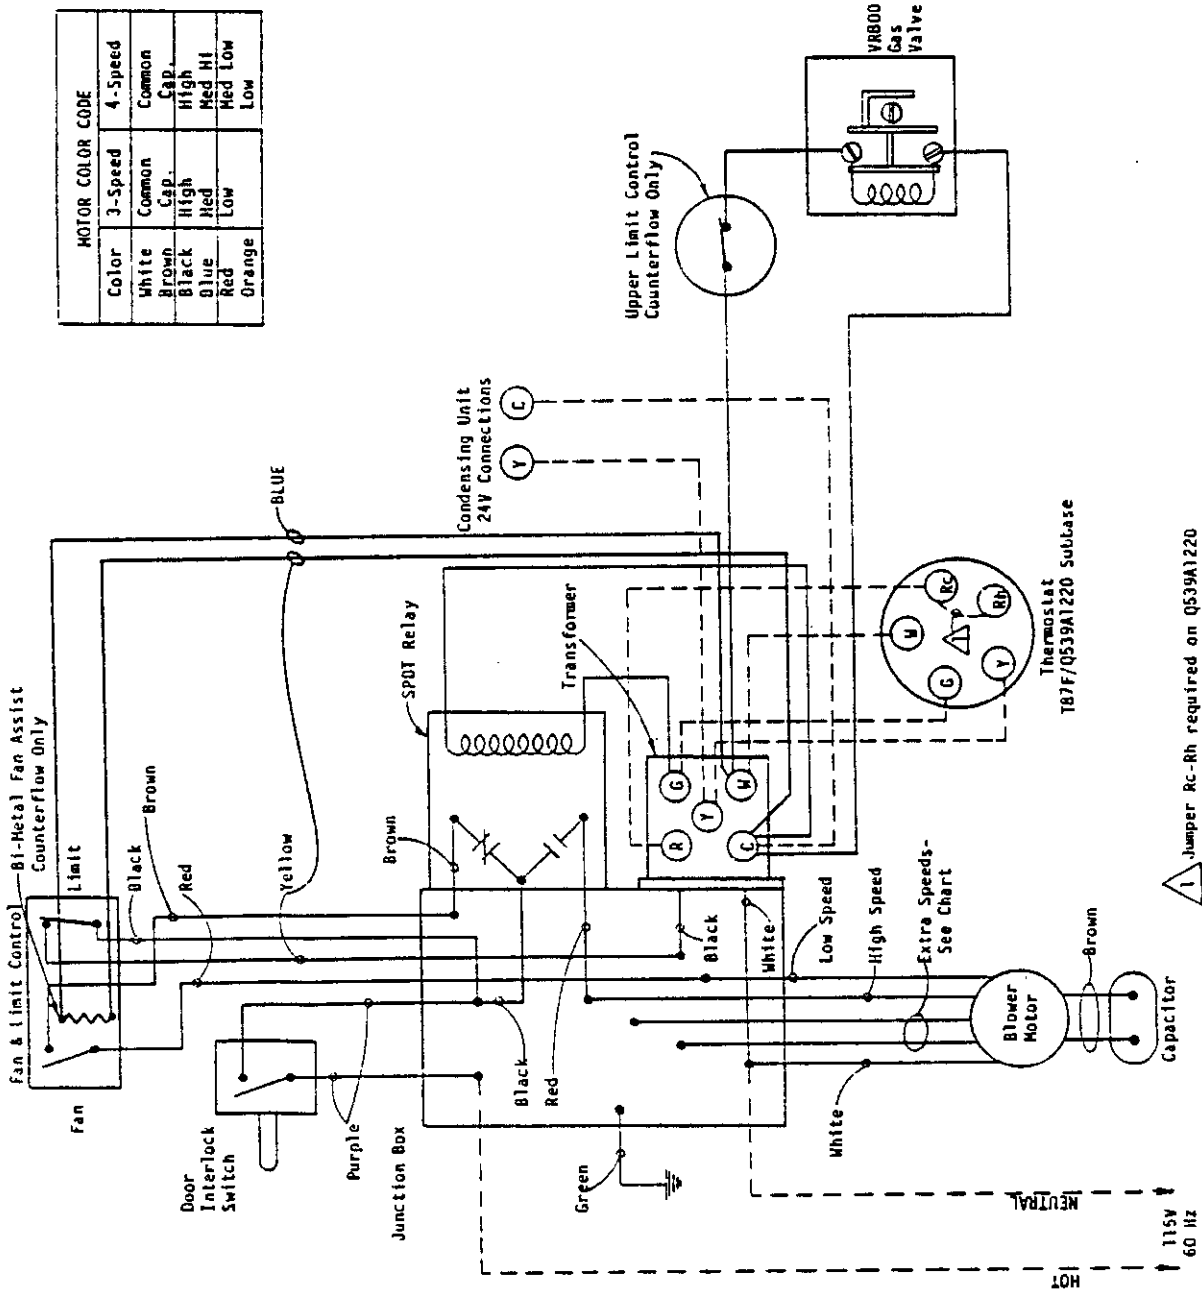 MOTOR COLOR CODE
Color 3-Speed 4-Speed
White Common Common
Brown Cap. Cap.
Black High High
Blue Med Med Hi
Red Low Med Low
Orange Low
VR800
Gas
Valve
Upper Limit Control
Counterflow Only
Condensing Unit
24V Connections
Y
C
BLUE
Fan & Limit Control
Bi-Metal Fan Assist
Counterflow Only
Limit
Fan
Black
Brown
Red
Yellow
SPDT Relay
Brown
Transformer
R
G
Y
C
W
Door
Interlock
Switch
Purple
Junction Box
Black
Red
Black
White
Green
Low Speed
High Speed
Extra Speeds-
See Chart
White
Blower
Motor
Brown
Capacitor
W
Rc
Rh
G
Y
1
Thermostat
T87F/Q539A1220 Subbase
1 Jumper Rc-Rh required on Q539A1220
NEUTRAL
HOT
115V
60 Hz